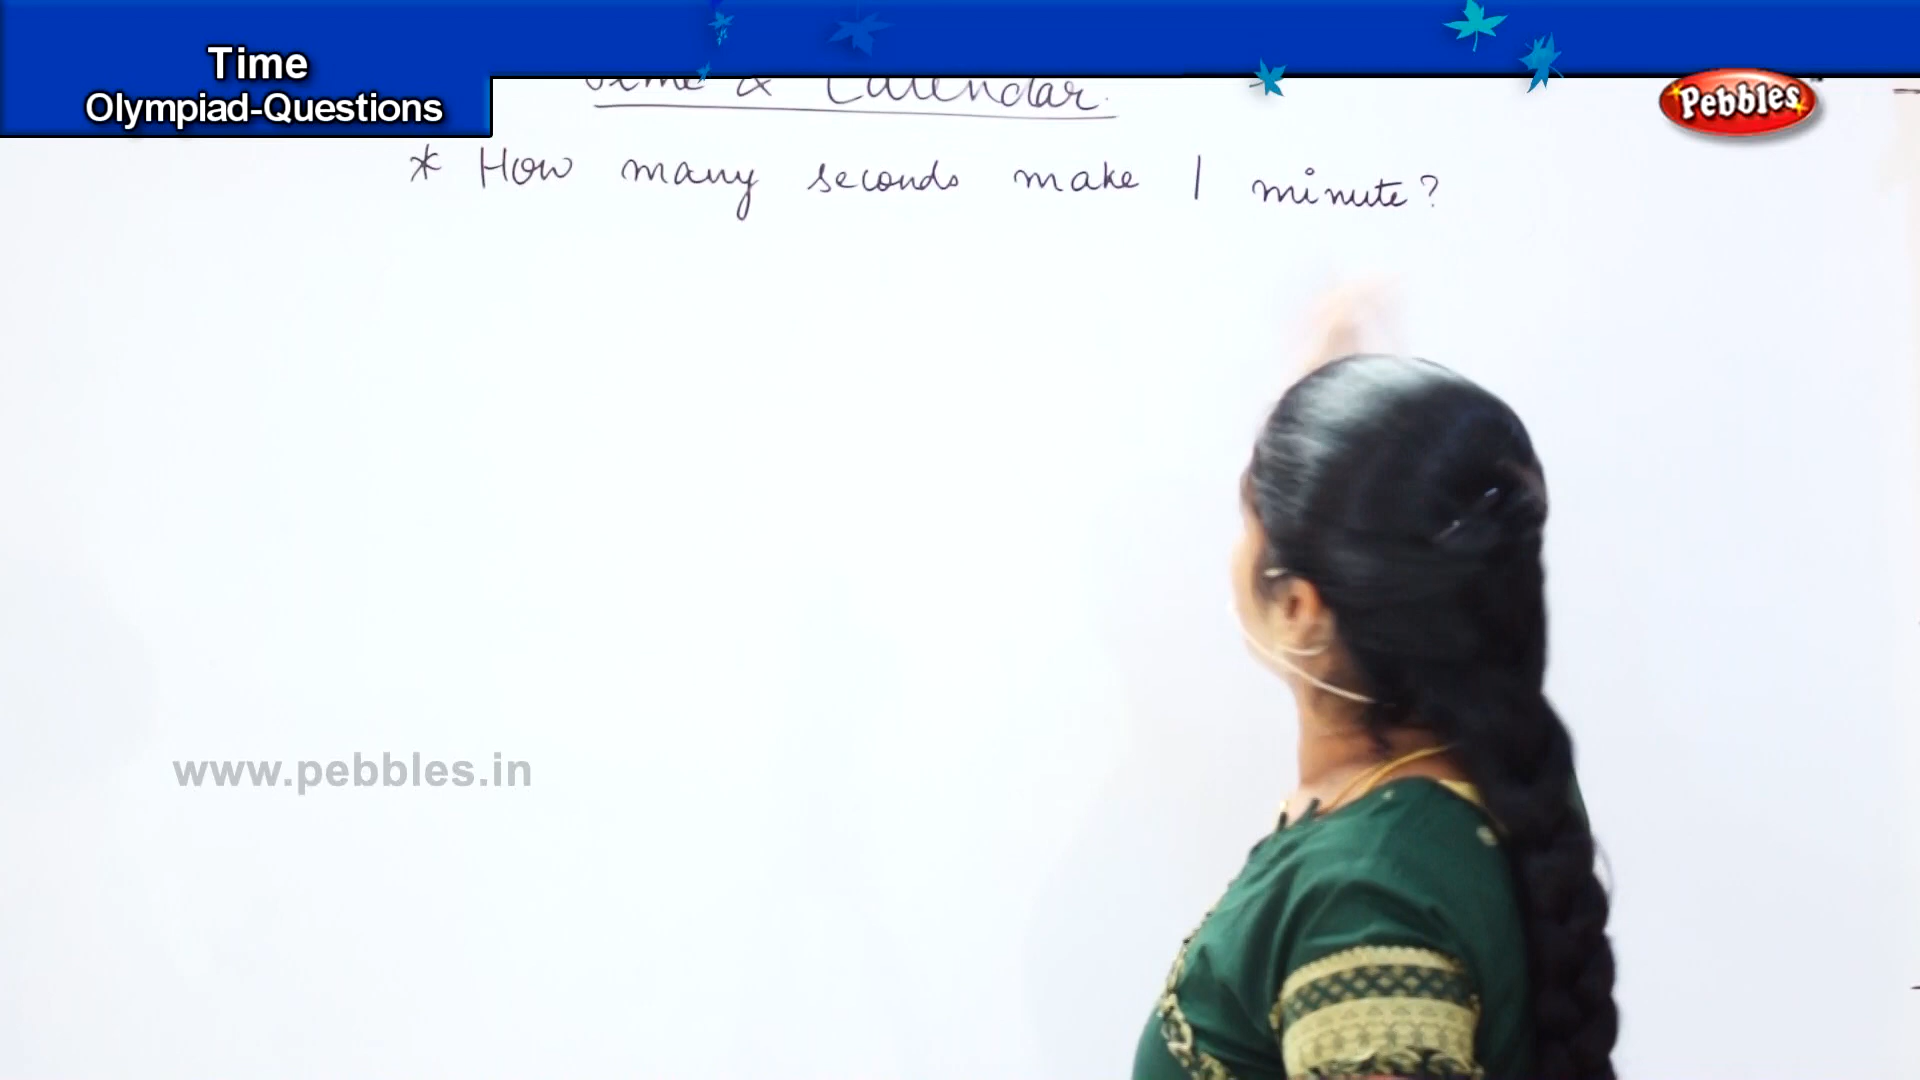 Time
Olympiad-Questions
Time & Calendar.
Pebbles
* How many seconds make 1 minute?
www.pebbles.in